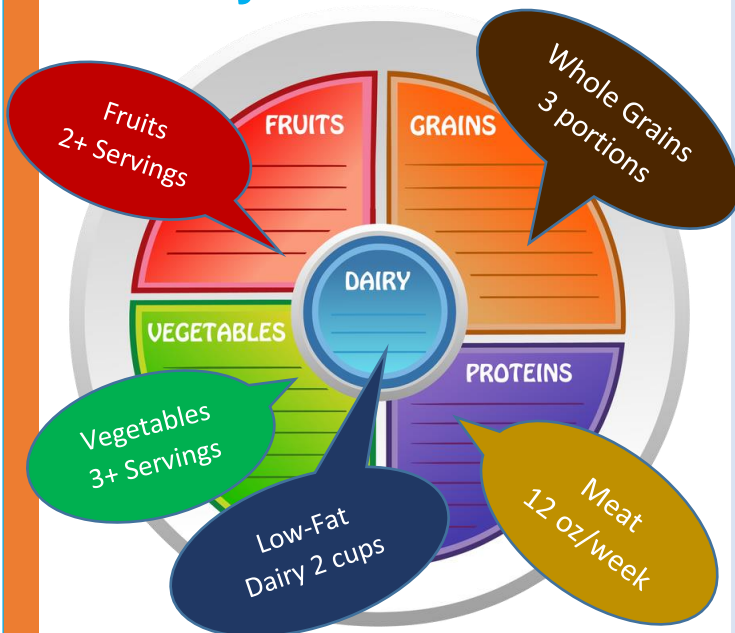 Fruits
2+ Servings
FRUITS
GRAINS
Whole Grains
3 portions
DAIRY
VEGETABLES
PROTEINS
Vegetables
3+ Servings
Low-Fat
Dairy 2 cups
Meat
12 oz/week